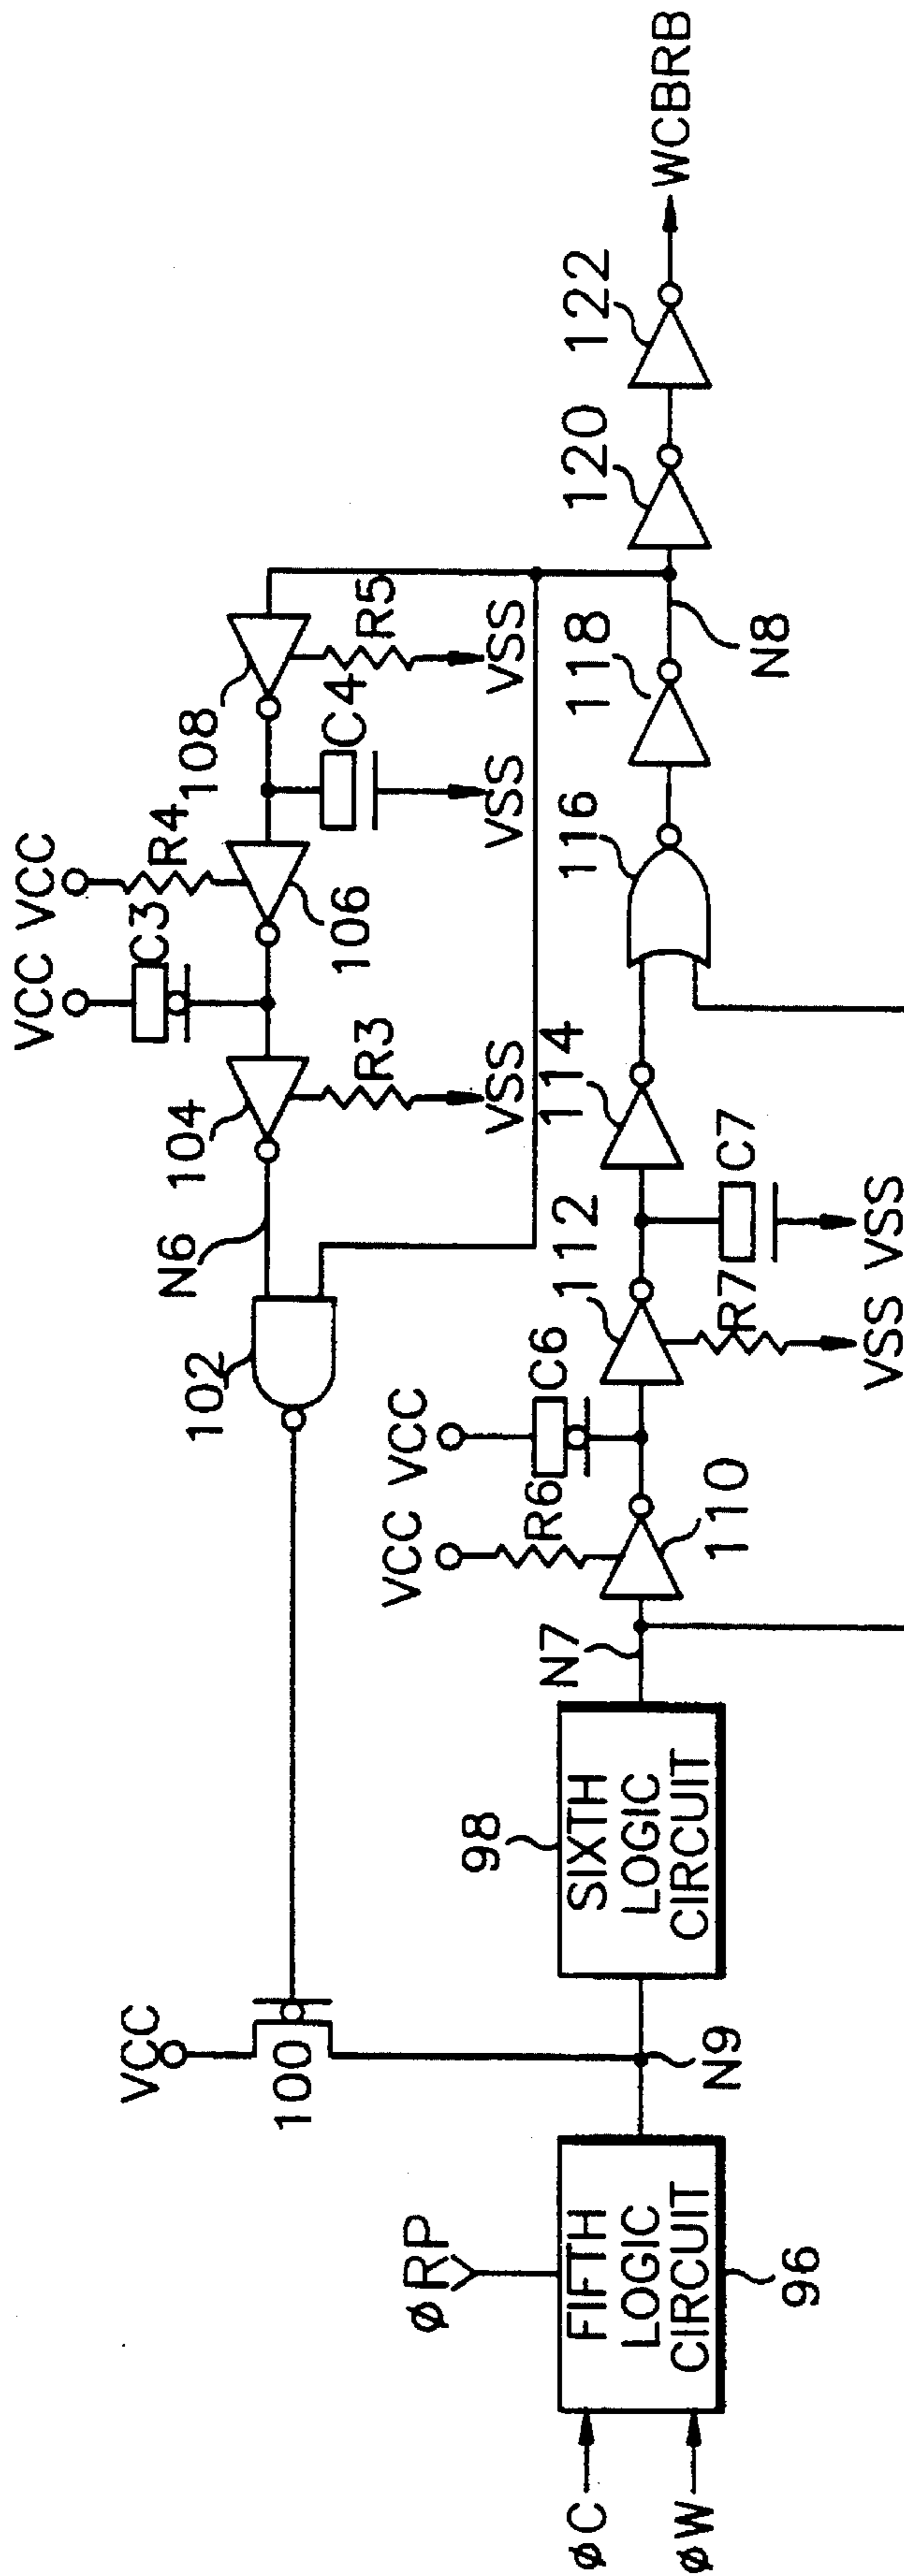 VCC
100
102
N6
104
R3
VSS
VCC
C3
106
VCC
R4
C4
VSS
108
R5
VSS
øRP
øC
øW
FIFTH
LOGIC
CIRCUIT
96
N9
SIXTH
LOGIC
CIRCUIT
98
N7
VCC
R6
110
VCC
C6
112
R7
VSS
C7
VSS
114
116
118
N8
120
122
WCBRB